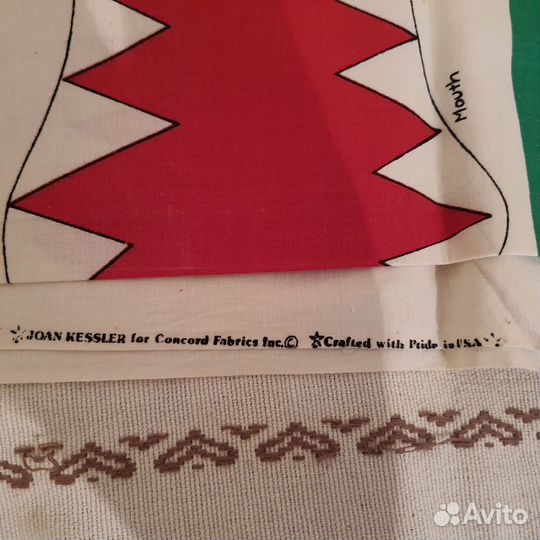 Mouth
JOAN KESSLER for Concord Fabrics Inc.© Crafted with Pride in USA
Avito